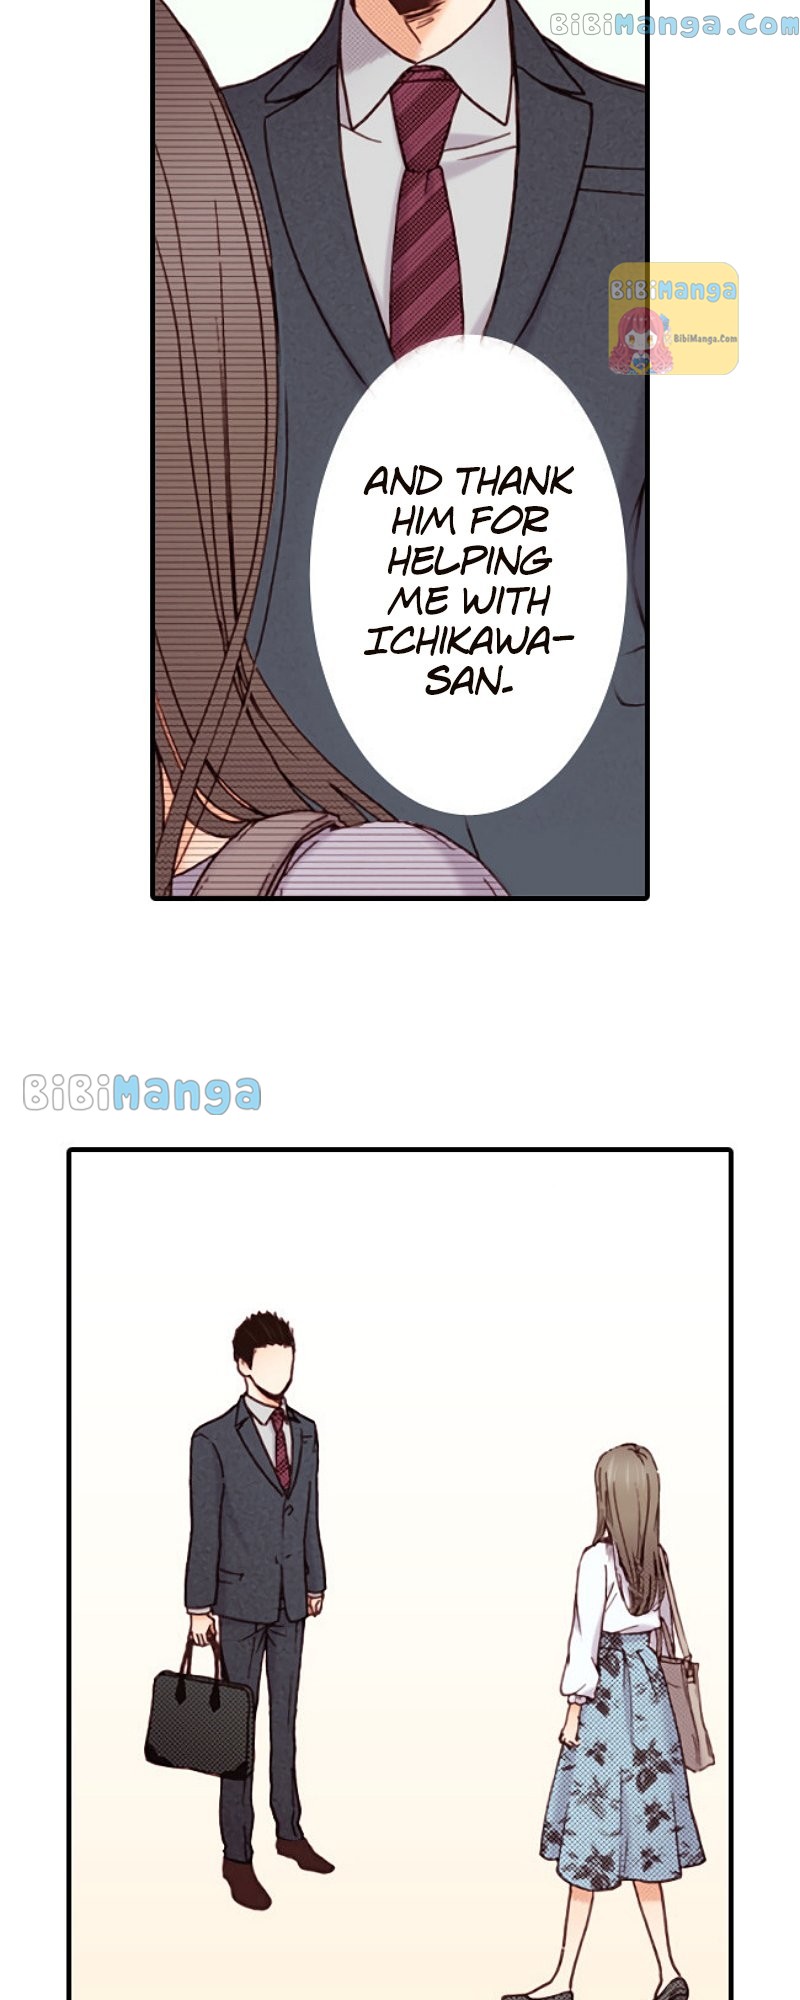 BiBiManga.Com
BiBiManga
BibiManga.Com
AND THANK
HIM FOR
HELPING
ME WITH
ICHIKAWA-
SAN.
BiBiManga